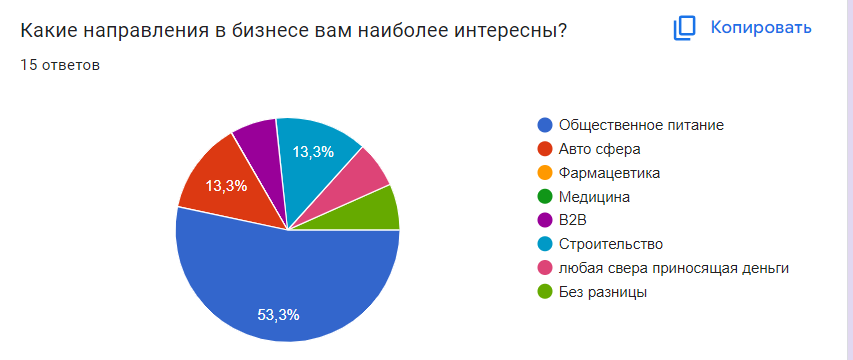 Какие направления в бизнесе вам наиболее интересны?
Копировать
15 ответов
13,3%
13,3%
53,3%
Общественное питание
Авто сфера
Фармацевтика
Медицина
B2B
Строительство
любая свера приносящая деньги
Без разницы